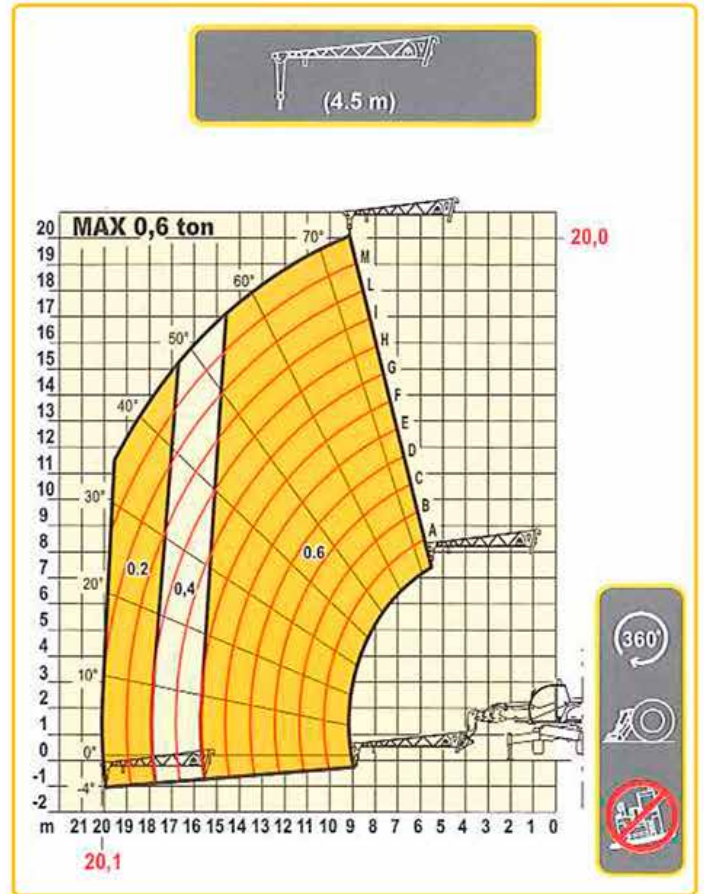 (4.5 m)
MAX 0,6 ton
20,0
20
19
18
17
16
15
14
13
12
11
10
9
8
7
6
5
4
3
2
1
0
-1
-2
70°
60°
50°
40°
30°
20°
10°
0°
-4°
M
L
I
H
G
F
E
D
C
B
A
0.2
0,4
0.6
360°
m 21 20 19 18 17 16 15 14 13 12 11 10 9 8 7 6 5 4 3 2 1 0
20,1